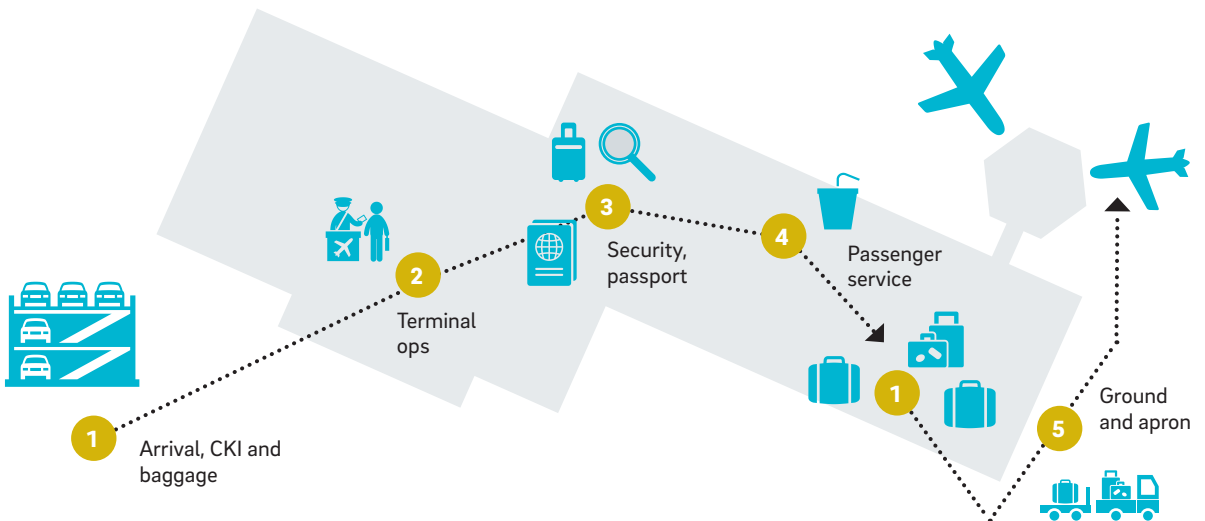 1
Arrival, CKI and
baggage
2
Terminal
ops
3
Security,
passport
4
Passenger
service
1
5
Ground
and apron